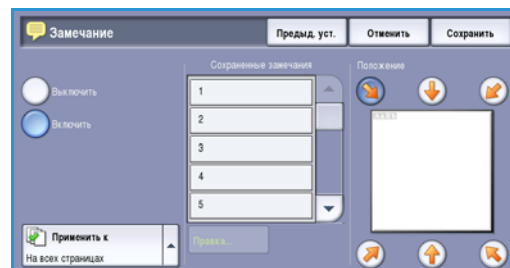 Замечание
Предыд. уст.
Отменить
Сохранить
Сохраненные замечания
Положение
Выключить
Включить
1
2
3
4
5
Применить к
На всех страницах
Правка...